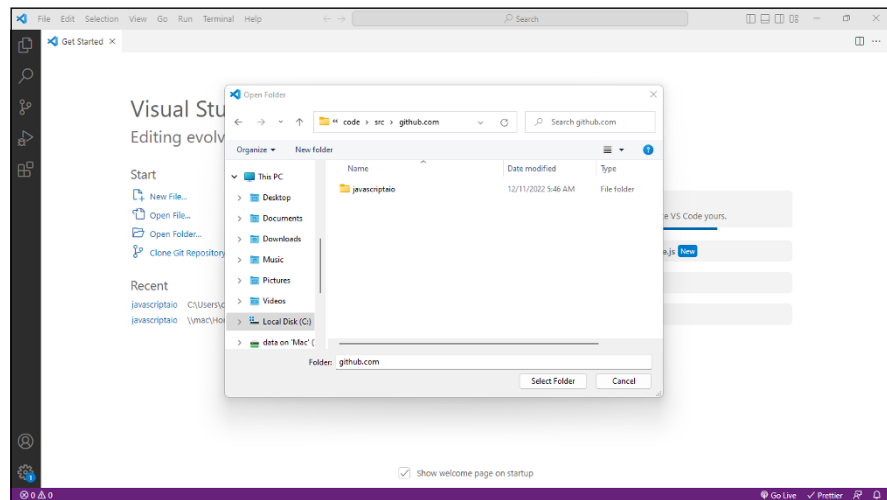 File Edit Selection View Go Run Terminal Help Search
Get Started
Open Folder
Visual Stu
« code > src > github.com Search github.com
Editing evolv
Organize New folder
Name Date modified Type
Start
This PC
javascriptaio 12/11/2022 5:46 AM File folder
New File...
Desktop
Open File...
Documents
e VS Code yours.
Open Folder...
Downloads
Clone Git Repository
e.js New
Music
Pictures
Recent
Videos
javascriptaio C:\Users\c
javascriptaio \\mac\Hor
Local Disk (C:)
data on 'Mac' (
Folder: github.com
Select Folder Cancel
Show welcome page on startup
1
0 0 Go Live Prettier